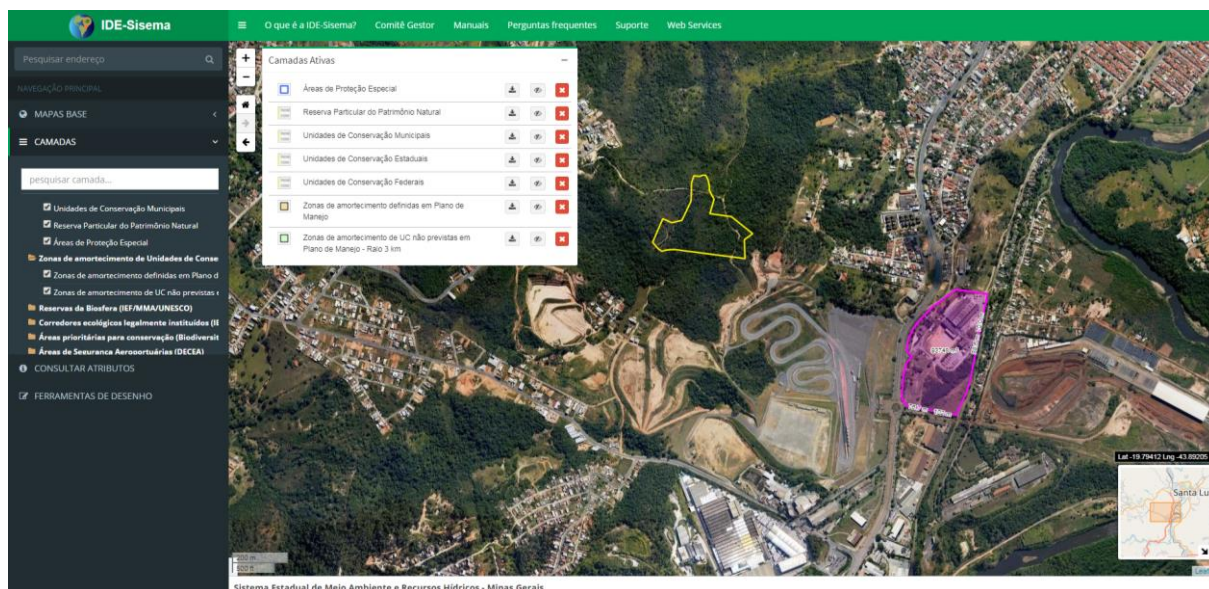 IDE-Sisema
O que é a IDE-Sisema? Comitê Gestor Manuais Perguntas frequentes Suporte Web Services
Pesquisar endereço
NAVEGAÇÃO PRINCIPAL
MAPAS BASE
CAMADAS
pesquisar camada...
Unidades de Conservação Municipais
Reserva Particular do Patrimônio Natural
Áreas de Proteção Especial
Zonas de amortecimento de Unidades de Conse
Zonas de amortecimento definidas em Plano d
Zonas de amortecimento de UC não previstas e
Reservas da Biosfera (IEF/MMA/UNESCO)
Corredores ecológicos legalmente instituídos (IE
Áreas prioritárias para conservação (Biodiversit
Áreas de Segurança Aeroportuárias (DECEA)
CONSULTAR ATRIBUTOS
FERRAMENTAS DE DESENHO
Camadas Ativas
Áreas de Proteção Especial
Reserva Particular do Patrimônio Natural
Unidades de Conservação Municipais
Unidades de Conservação Estaduais
Unidades de Conservação Federais
Zonas de amortecimento definidas em Plano de
Manejo
Zonas de amortecimento de UC não previstas em
Plano de Manejo - Raio 3 km
Lat -19.79412 Lng -43.89205
Santa Lu
200 m
500 ft
Leaf
Sistema Estadual de Meio Ambiente e Recursos Hídricos - Minas Gerais